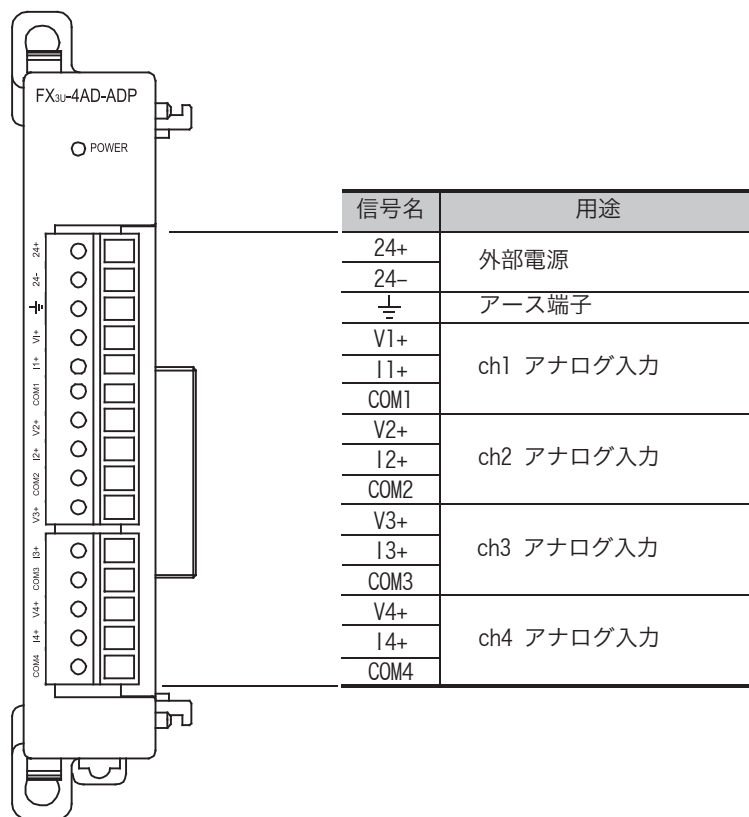 FX3U-4AD-ADP
POWER
24+
24-
⏚
V1+
I1+
COM1
V2+
I2+
COM2
V3+
I3+
COM3
V4+
I4+
COM4
信号名 用途
24+
24−
外部電源
⏚ アース端子
V1+
I1+
COM1
ch1 アナログ入力
V2+
I2+
COM2
ch2 アナログ入力
V3+
I3+
COM3
ch3 アナログ入力
V4+
I4+
COM4
ch4 アナログ入力